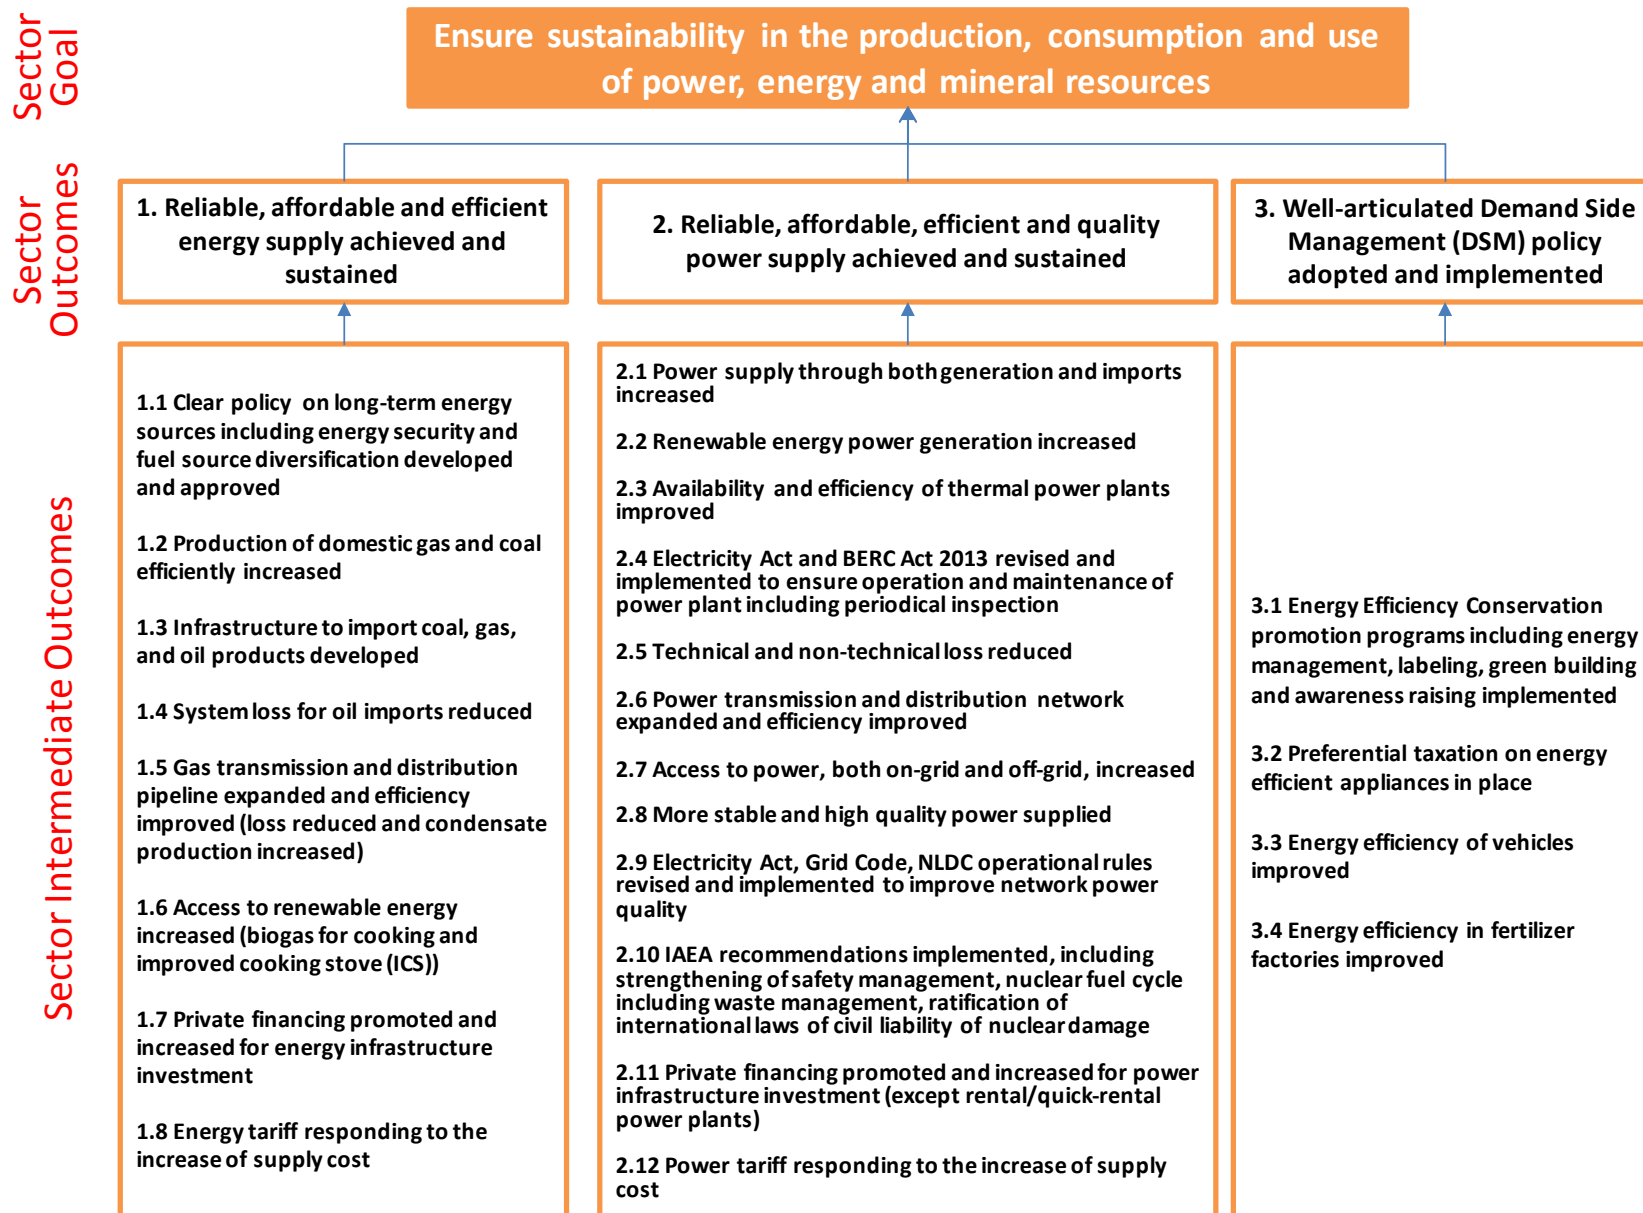 Sector
Goal
Ensure sustainability in the production, consumption and use
of power, energy and mineral resources
Sector
Outcomes
1. Reliable, affordable and efficient
energy supply achieved and
sustained
2. Reliable, affordable, efficient and quality
power supply achieved and sustained
3. Well-articulated Demand Side
Management (DSM) policy
adopted and implemented
Sector Intermediate Outcomes
1.1 Clear policy on long-term energy
sources including energy security and
fuel source diversification developed
and approved
1.2 Production of domestic gas and coal
efficiently increased
1.3 Infrastructure to import coal, gas,
and oil products developed
1.4 System loss for oil imports reduced
1.5 Gas transmission and distribution
pipeline expanded and efficiency
improved (loss reduced and condensate
production increased)
1.6 Access to renewable energy
increased (biogas for cooking and
improved cooking stove (ICS))
1.7 Private financing promoted and
increased for energy infrastructure
investment
1.8 Energy tariff responding to the
increase of supply cost
2.1 Power supply through both generation and imports
increased
2.2 Renewable energy power generation increased
2.3 Availability and efficiency of thermal power plants
improved
2.4 Electricity Act and BERC Act 2013 revised and
implemented to ensure operation and maintenance of
power plant including periodical inspection
2.5 Technical and non-technical loss reduced
2.6 Power transmission and distribution network
expanded and efficiency improved
2.7 Access to power, both on-grid and off-grid, increased
2.8 More stable and high quality power supplied
2.9 Electricity Act, Grid Code, NLDC operational rules
revised and implemented to improve network power
quality
2.10 IAEA recommendations implemented, including
strengthening of safety management, nuclear fuel cycle
including waste management, ratification of
international laws of civil liability of nuclear damage
2.11 Private financing promoted and increased for power
infrastructure investment (except rental/quick-rental
power plants)
2.12 Power tariff responding to the increase of supply
cost
3.1 Energy Efficiency Conservation
promotion programs including energy
management, labeling, green building
and awareness raising implemented
3.2 Preferential taxation on energy
efficient appliances in place
3.3 Energy efficiency of vehicles
improved
3.4 Energy efficiency in fertilizer
factories improved